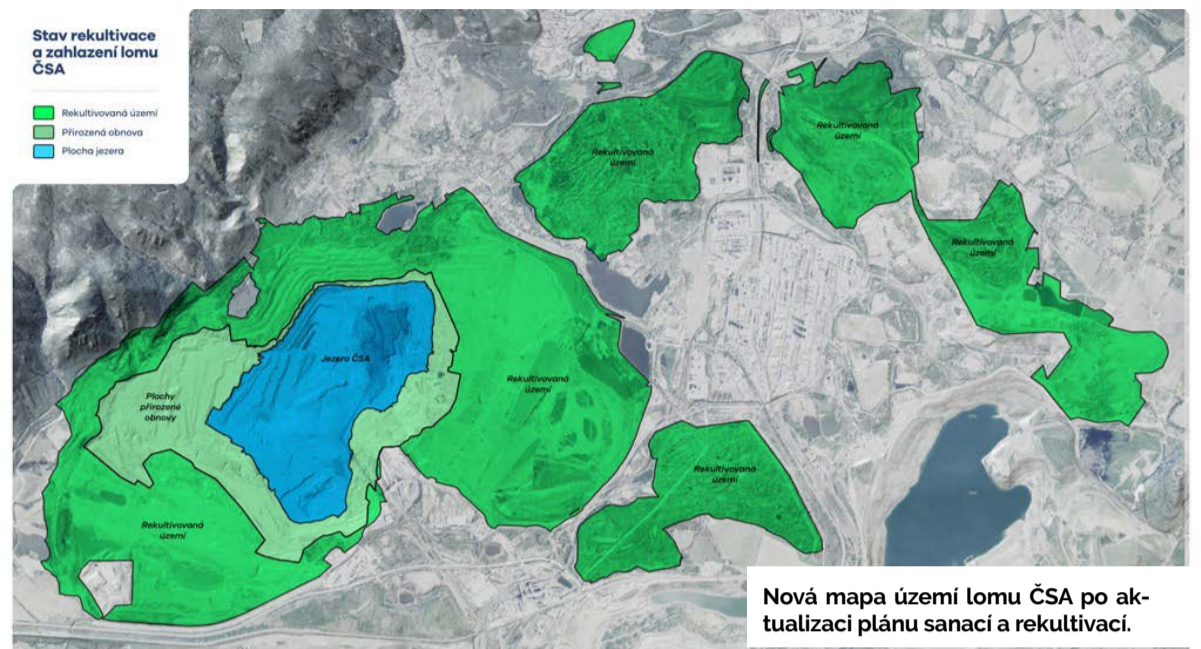 Stav rekultivace
a zahlazení lomu
ČSA
Rekultivovaná území
Přirozená obnova
Plocha jezera
Rekultivovaná
území
Rekultivovaná
území
Rekultivovaná
území
Jezero ČSA
Rekultivovaná
území
Plochy
přirozené
obnovy
Rekultivovaná
území
Rekultivovaná
území
Nová mapa území lomu ČSA po ak-
tualizaci plánu sanací a rekultivací.